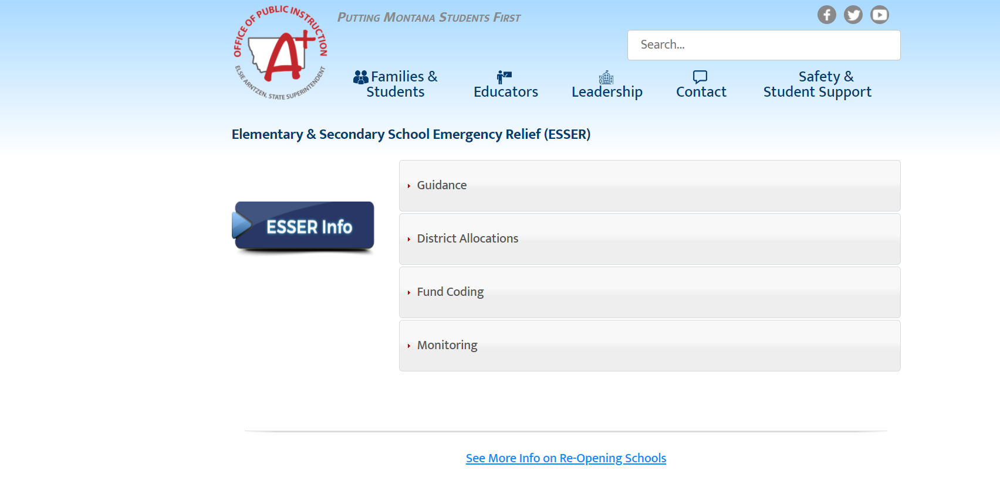 OFFICE OF PUBLIC INSTRUCTION
A+
ELSIE ARNTZEN, STATE SUPERINTENDENT
Putting Montana Students First
Search...
Families &
Students
Educators
Leadership
Contact
Safety &
Student Support
Elementary & Secondary School Emergency Relief (ESSER)
ESSER Info
Guidance
District Allocations
Fund Coding
Monitoring
See More Info on Re-Opening Schools